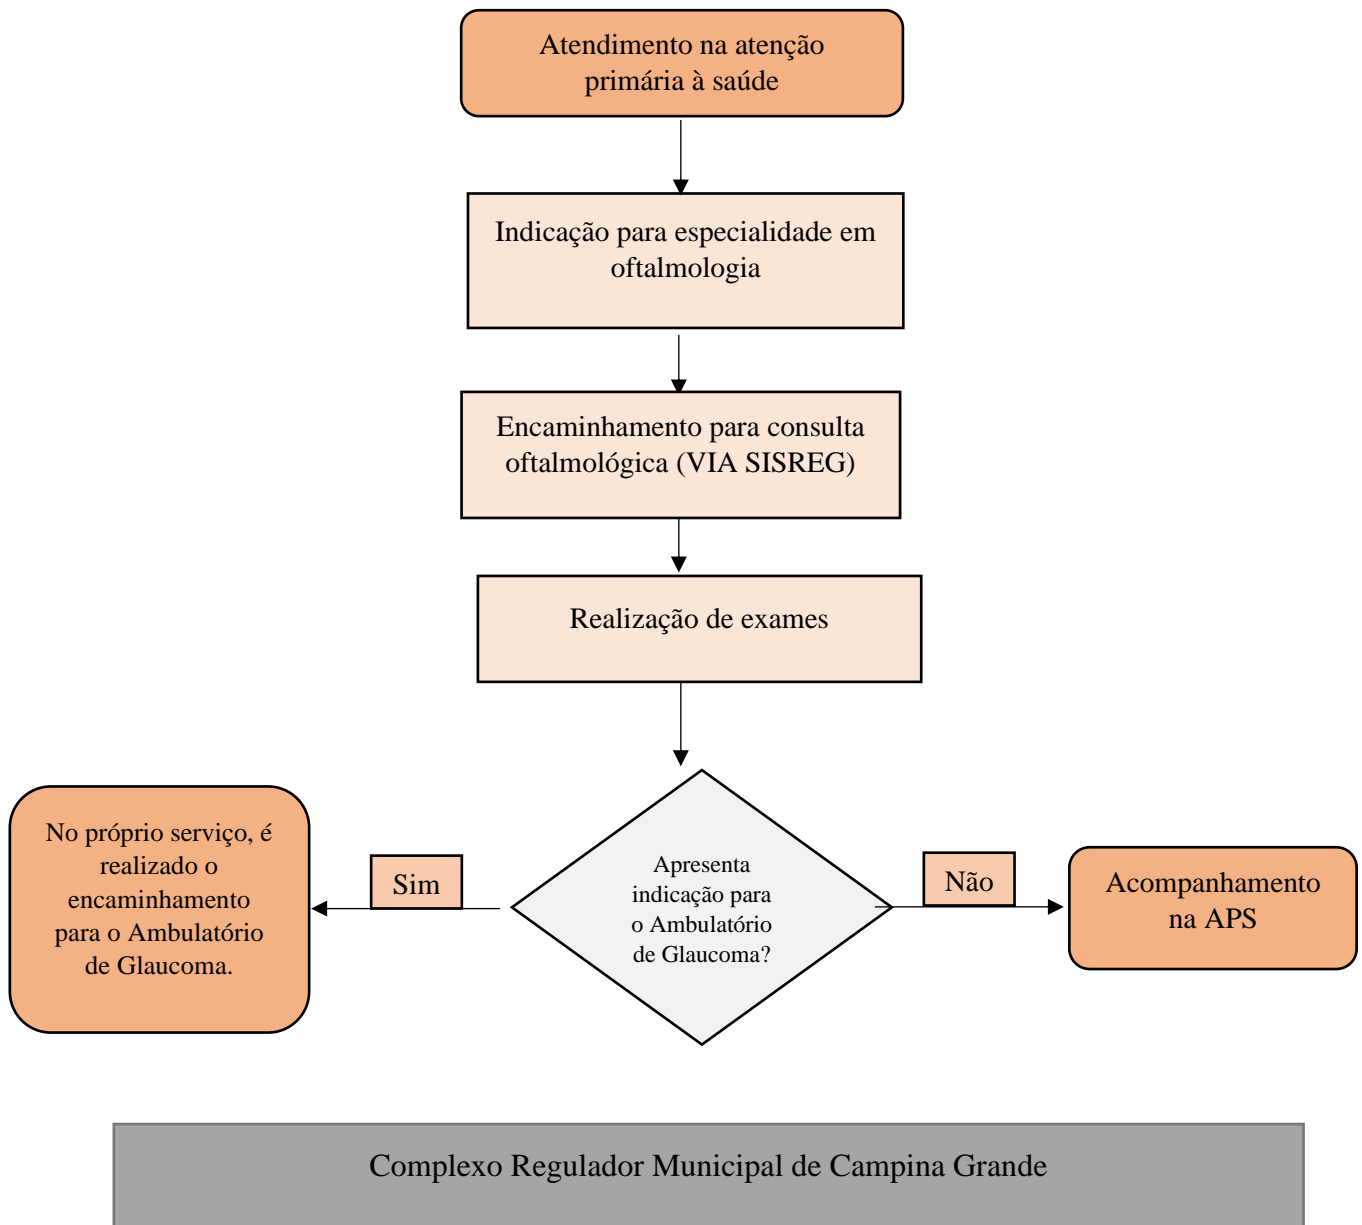 Atendimento na atenção
primária à saúde
Indicação para especialidade em
oftalmologia
Encaminhamento para consulta
oftalmológica (VIA SISREG)
Realização de exames
No próprio serviço, é
realizado o
encaminhamento
para o Ambulatório
de Glaucoma.
Sim
Apresenta
indicação para
o Ambulatório
de Glaucoma?
Não
Acompanhamento
na APS
Complexo Regulador Municipal de Campina Grande